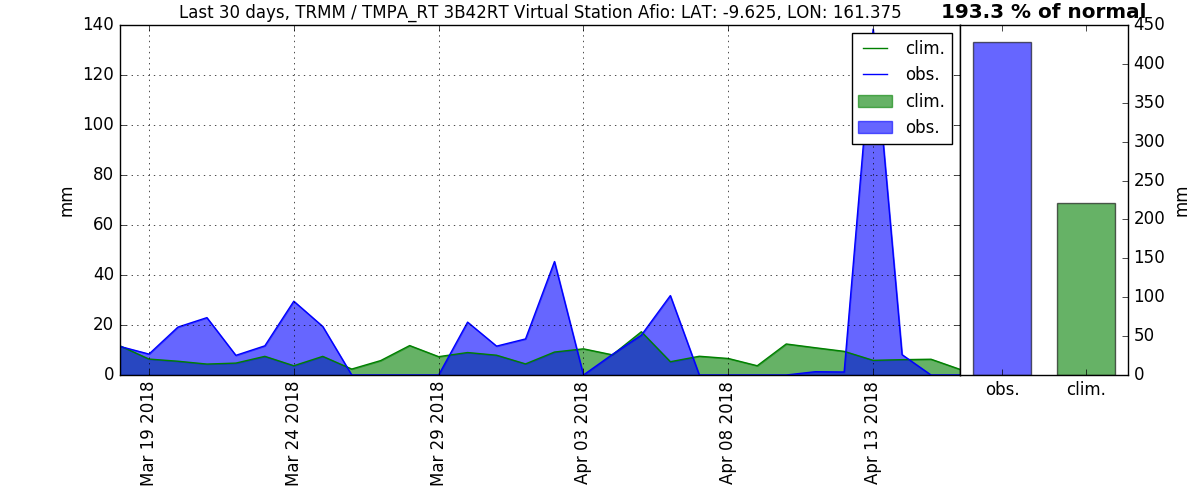 Last 30 days, TRMM / TMPA_RT 3B42RT Virtual Station Afio: LAT: -9.625, LON: 161.375
193.3 % of normal
140
120
100
80
60
40
20
0
mm
clim.
obs.
clim.
obs.
Mar 19 2018
Mar 24 2018
Mar 29 2018
Apr 03 2018
Apr 08 2018
Apr 13 2018
450
400
350
300
250
200
150
100
50
0
mm
obs. clim.